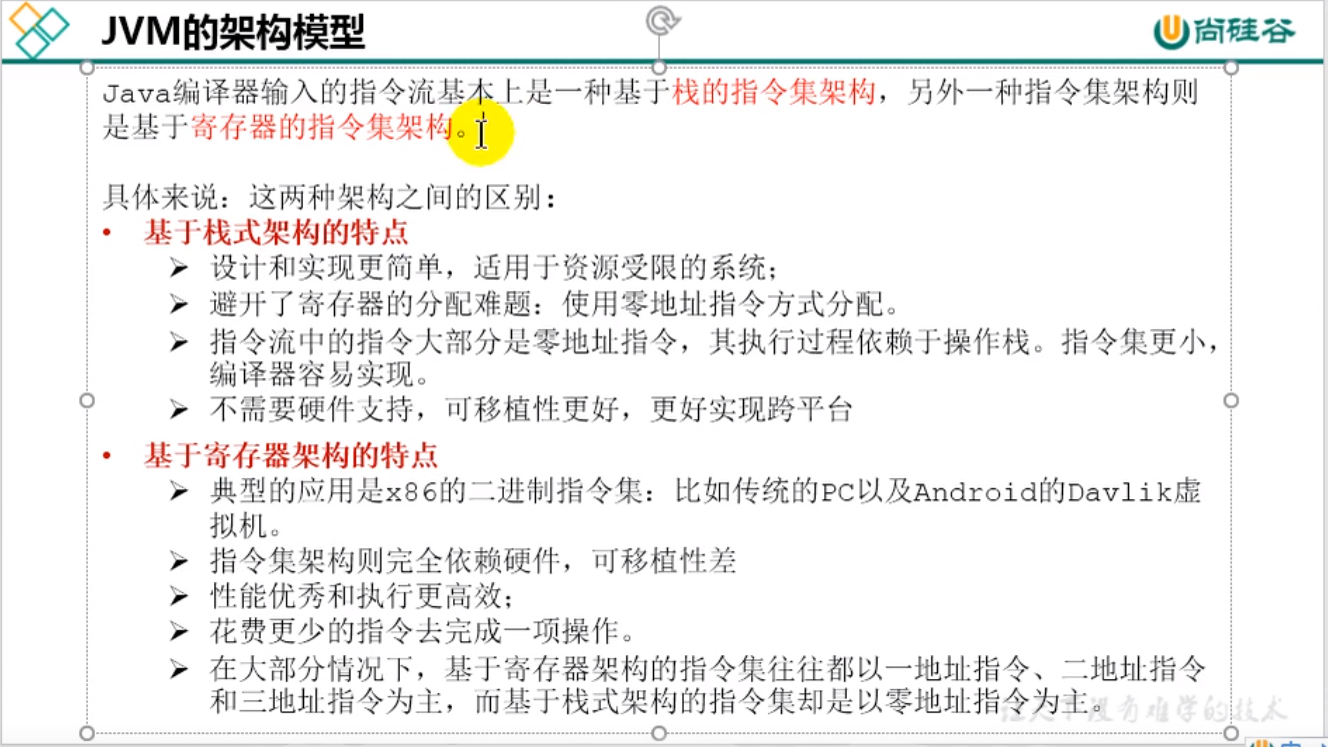 JVM的架构模型
尚硅谷
Java编译器输入的指令流基本上是一种基于栈的指令集架构，另外一种指令集架构则
是基于寄存器的指令集架构。
具体来说：这两种架构之间的区别：
• 基于栈式架构的特点
➢ 设计和实现更简单，适用于资源受限的系统；
➢ 避开了寄存器的分配难题：使用零地址指令方式分配。
➢ 指令流中的指令大部分是零地址指令，其执行过程依赖于操作栈。指令集更小，
编译器容易实现。
➢ 不需要硬件支持，可移植性更好，更好实现跨平台
• 基于寄存器架构的特点
➢ 典型的应用是x86的二进制指令集：比如传统的PC以及Android的Davlik虚
拟机。
➢ 指令集架构则完全依赖硬件，可移植性差
➢ 性能优秀和执行更高效；
➢ 花费更少的指令去完成一项操作。
➢ 在大部分情况下，基于寄存器架构的指令集往往都以一地址指令、二地址指令
和三地址指令为主，而基于栈式架构的指令集却是以零地址指令为主。
没有难学的技术